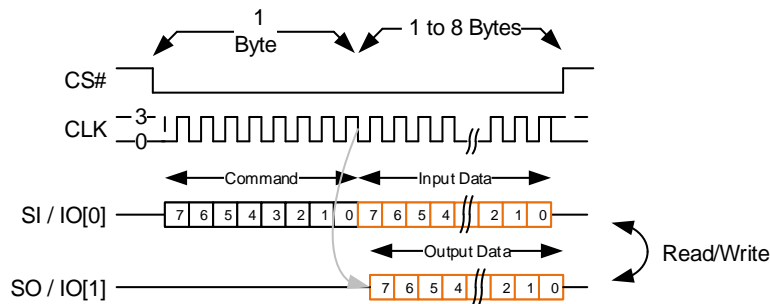 1
Byte
1 to 8 Bytes
CS#
CLK
3
0
Command
Input Data
SI / IO[0]
7 6 5 4 3 2 1 0 7 6 5 4 2 1 0
Output Data
Read/Write
SO / IO[1]
7 6 5 4 2 1 0